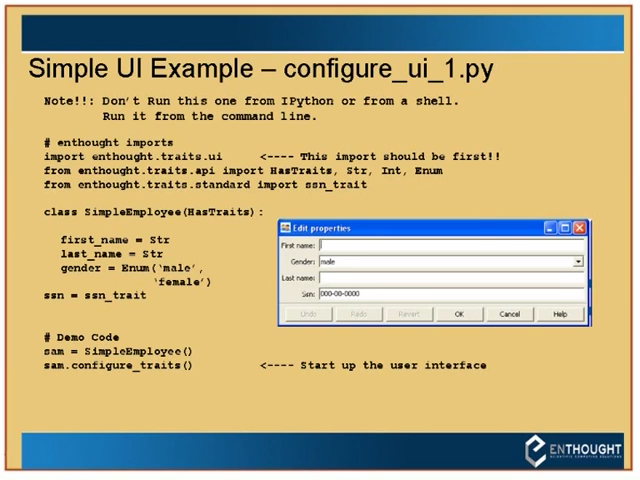 Simple UI Example – configure_ui_1.py
Note!!: Don't Run this one from IPython or from a shell.
Run it from the command line.
# enthought imports
import enthought.traits.ui <---- This import should be first!!
from enthought.traits.api import HasTraits, Str, Int, Enum
from enthought.traits.standard import ssn_trait
class SimpleEmployee(HasTraits):
first_name = Str
last_name = Str
gender = Enum('male',
'female')
ssn = ssn_trait
Edit properties
First name:
Gender: male
Last name:
Ssn: 000-00-0000
Undo Redo Revert OK Cancel Help
# Demo Code
sam = SimpleEmployee()
sam.configure_traits() <---- Start up the user interface
ENTHOUGHT
SCIENTIFIC COMPUTING SOLUTIONS